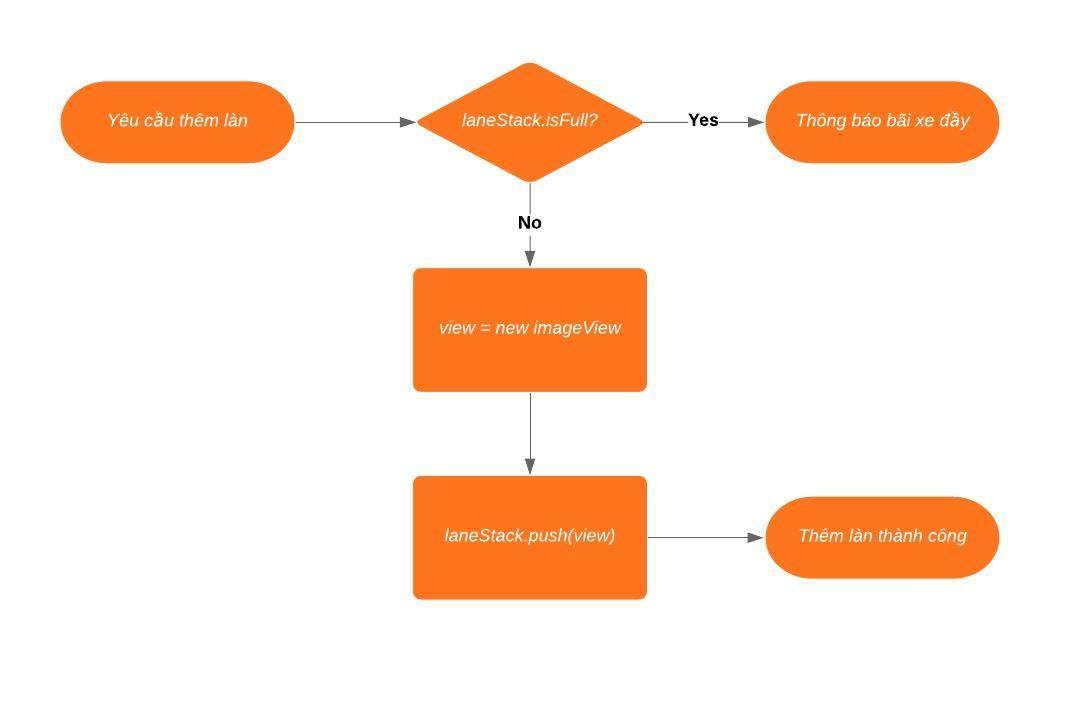 Yêu cầu thêm làn
laneStack.isFull?
Yes
Thông báo bãi xe đầy
No
view = new imageView
laneStack.push(view)
Thêm làn thành công